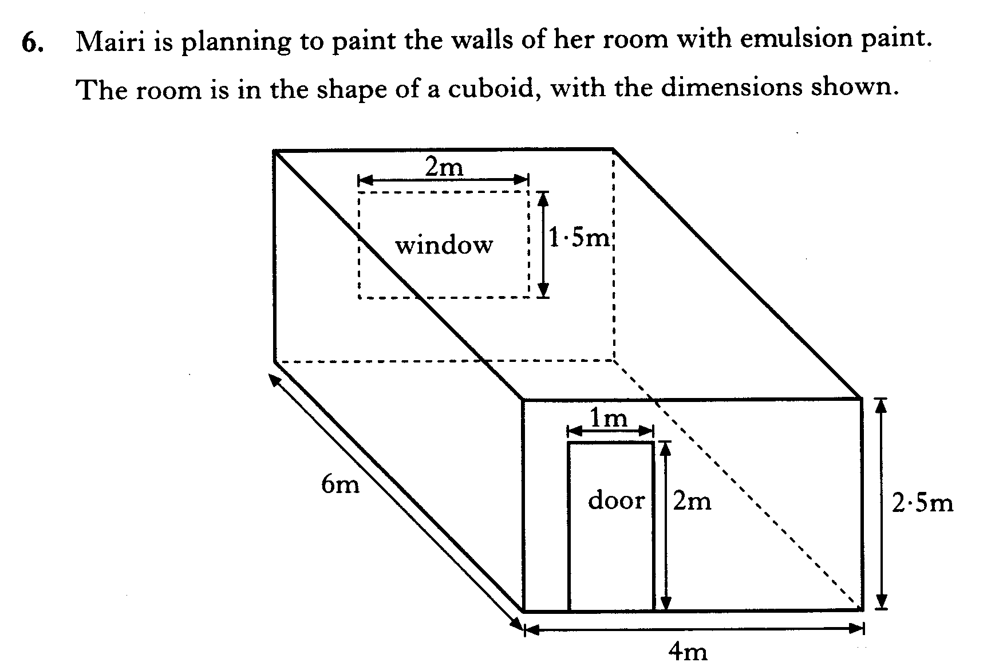 6. Mairi is planning to paint the walls of her room with emulsion paint.
The room is in the shape of a cuboid, with the dimensions shown.
2m
window
1·5m
1m
6m
door
2m
2·5m
4m